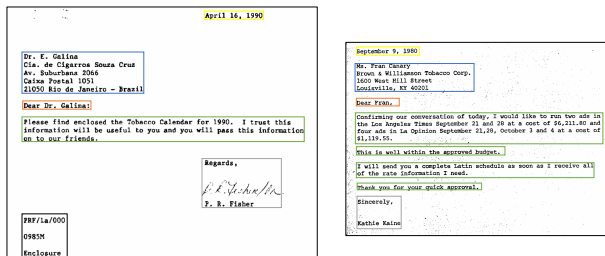 April 16, 1990
Dr. E. Galina
Cia. de Cigarros Souza Cruz
Av. Suburbana 2066
Caixa Postal 1051
21050 Rio de Janeiro - Brazil
Dear Dr. Galina:
Please find enclosed the Tobacco Calendar for 1990. I trust this
information will be useful to you and you will pass this information
on to our friends.
Regards,
P. R. Fisher
P. R. Fisher
FRF/la/000
0985M
Enclosure
September 9, 1980
Ms. Fran Canary
Brown & Williamson Tobacco Corp.
1600 West Hill Street
Louisville, KY 40201
Dear Fran,
Confirming our conversation of today, I would like to run two ads in
the Los Angeles Times September 21 and 28 at a cost of $6,211.80 and
four ads in La Opinion September 21,28, October 3 and 4 at a cost of
$1,119.55.
This is well within the approved budget.
I will send you a complete Latin schedule as soon as I receive all
of the rate information I need.
Thank you for your quick approval.
Sincerely,
Kathie Kaine